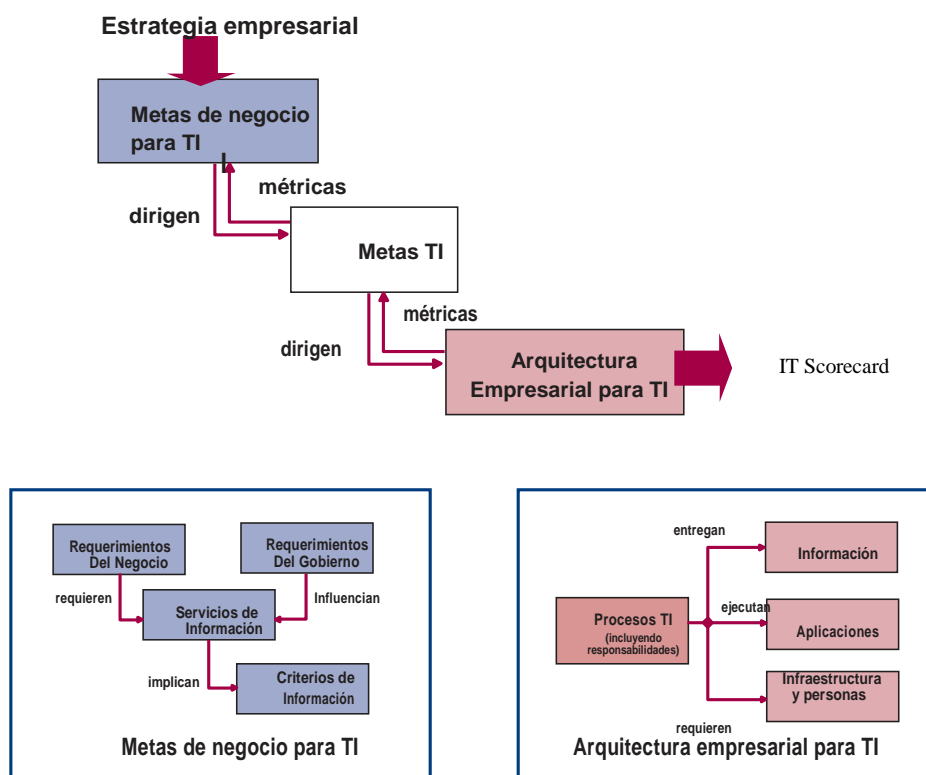 Estrategia empresarial
Metas de negocio
para TI
métricas
dirigen
Metas TI
métricas
dirigen
Arquitectura
Empresarial para TI
IT Scorecard
Requerimientos
Del Negocio
Requerimientos
Del Gobierno
requieren
Influencian
Servicios de
Información
implican
Criterios de
Información
Metas de negocio para TI
entregan
Información
ejecutan
Procesos TI
(incluyendo
responsabilidades)
Aplicaciones
Infraestructura
y personas
requieren
Arquitectura empresarial para TI